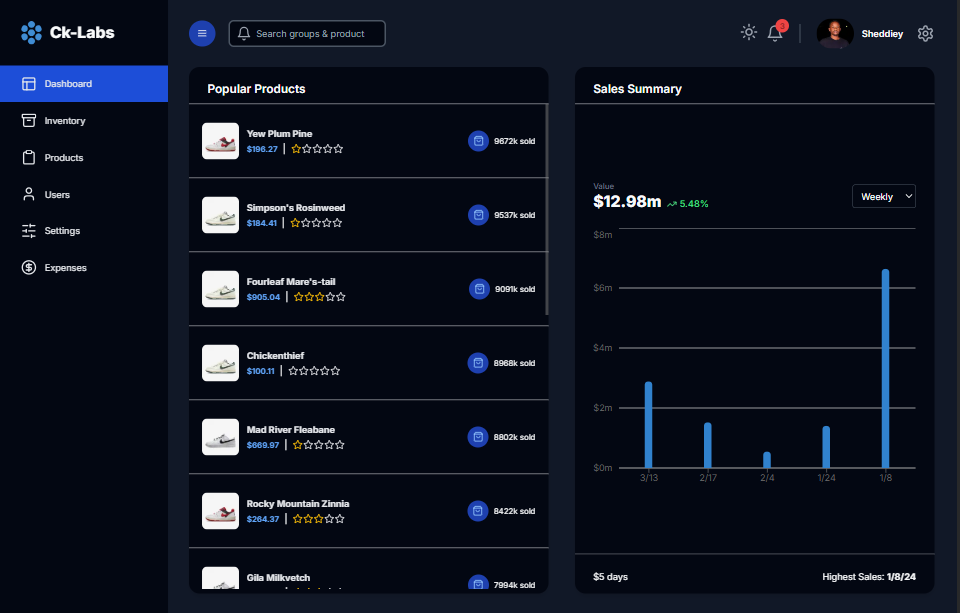 Ck-Labs
Search groups & product
3
Sheddiey
Dashboard
Inventory
Products
Users
Settings
Expenses
Popular Products
Yew Plum Pine
$196.27 |
9672k sold
Simpson's Rosinweed
$184.41 |
9537k sold
Fourleaf Mare's-tail
$905.04 |
9091k sold
Chickenthief
$100.11 |
8968k sold
Mad River Fleabane
$669.97 |
8802k sold
Rocky Mountain Zinnia
$264.37 |
8422k sold
Gila Milkvetch
7994k sold
Sales Summary
Value
$12.98m 5.48%
Weekly
$8m
$6m
$4m
$2m
$0m
3/13 2/17 2/4 1/24 1/8
$5 days
Highest Sales: 1/8/24